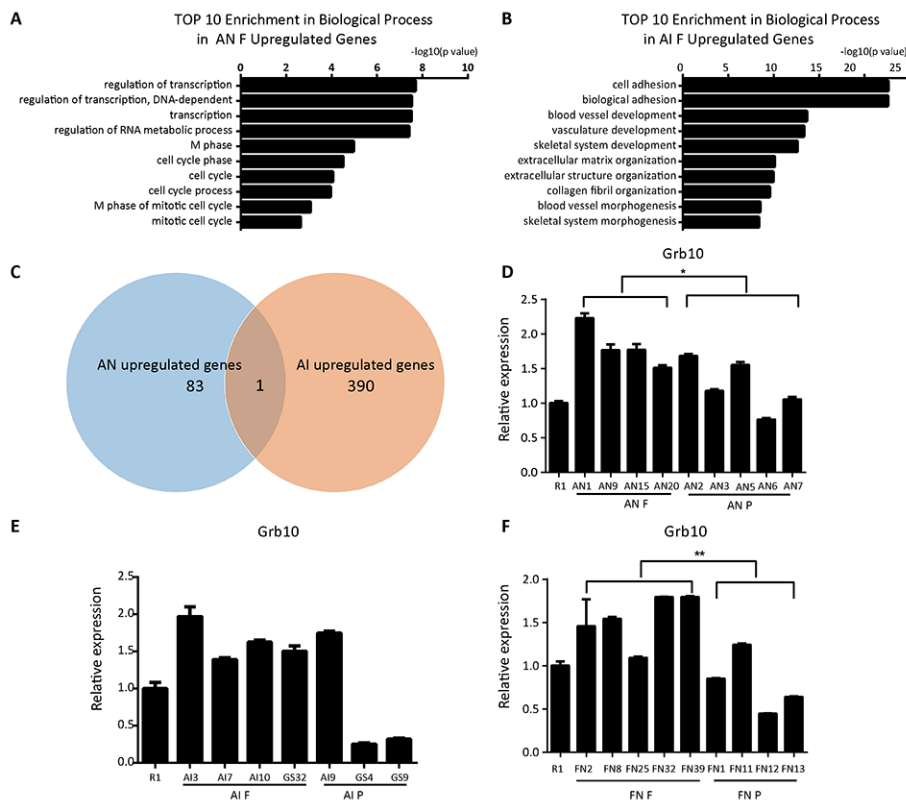 A
TOP 10 Enrichment in Biological Process
in AN F Upregulated Genes
-log10(p value)
0 2 4 6 8 10
regulation of transcription
regulation of transcription, DNA-dependent
transcription
regulation of RNA metabolic process
M phase
cell cycle phase
cell cycle
cell cycle process
M phase of mitotic cell cycle
mitotic cell cycle
B
TOP 10 Enrichment in Biological Process
in AI F Upregulated Genes
-log10(p value)
0 5 10 15 20 25
cell adhesion
biological adhesion
blood vessel development
vasculature development
skeletal system development
extracellular matrix organization
extracellular structure organization
collagen fibril organization
blood vessel morphogenesis
skeletal system morphogenesis
C
AN upregulated genes
83
1
AI upregulated genes
390
D
Grb10
*
Relative expression
2.5
2.0
1.5
1.0
0.5
0.0
R1 AN1 AN9 AN15 AN20 AN2 AN3 AN5 AN6 AN7
AN F AN P
E
Grb10
Relative expression
2.5
2.0
1.5
1.0
0.5
0.0
R1 AI3 AI7 AI10 GS32 AI9 GS4 GS9
AI F AI P
F
Grb10
**
Relative expression
2.0
1.5
1.0
0.5
0.0
R1 FN2 FN8 FN25 FN32 FN39 FN1 FN11 FN12 FN13
FN F FN P